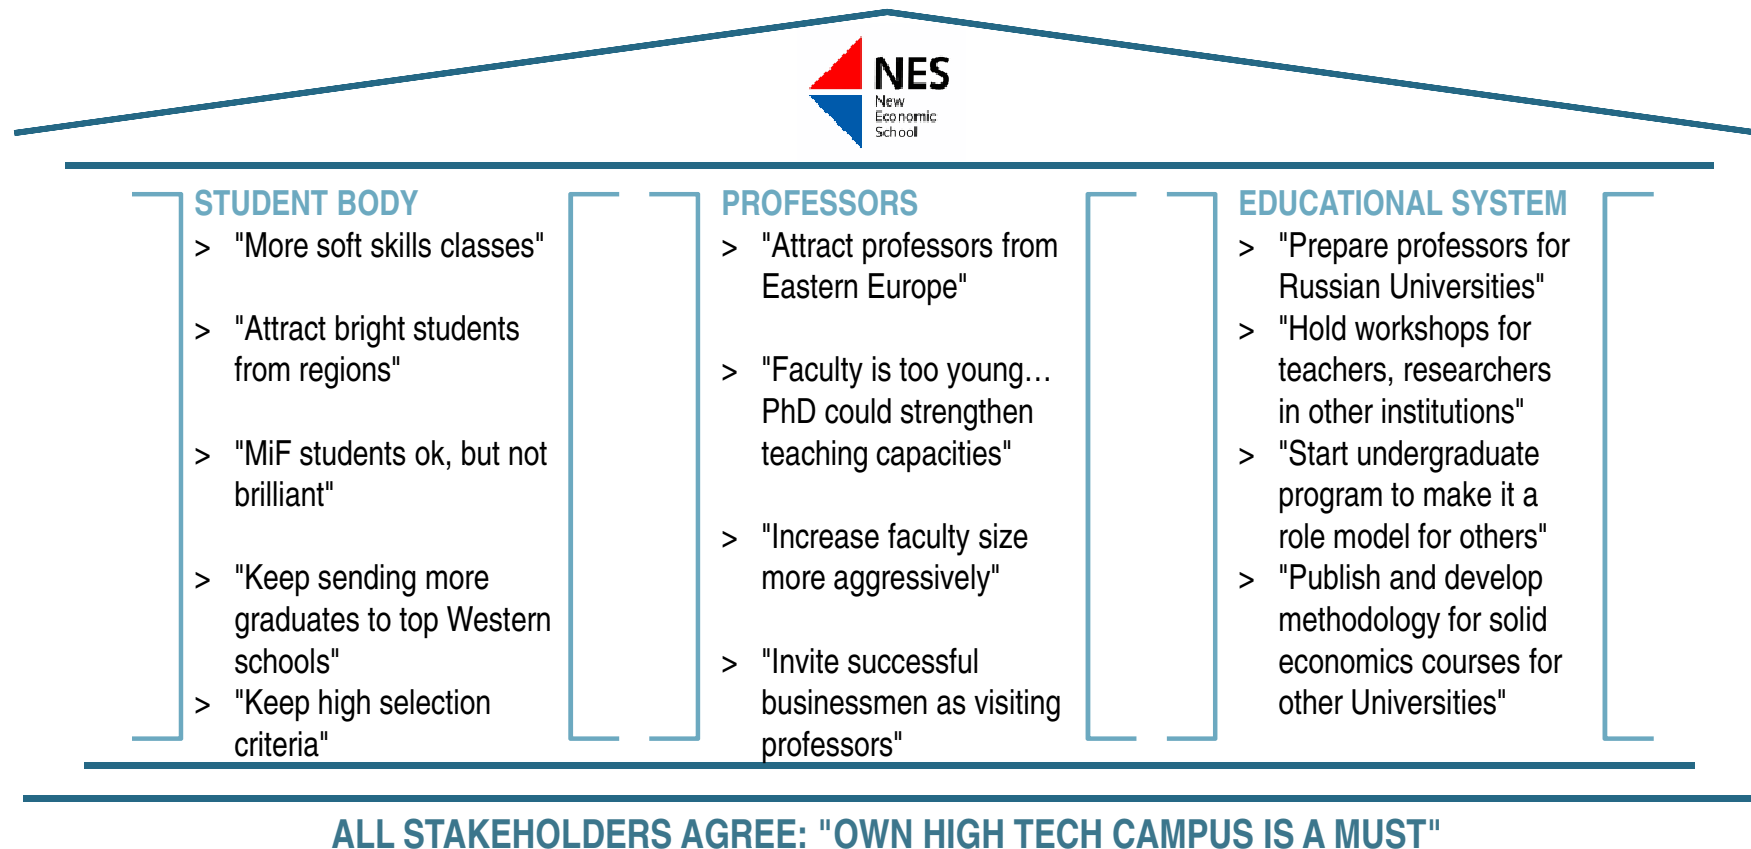 NES
New
Economic
School
STUDENT BODY
> "More soft skills classes"
> "Attract bright students
from regions"
> "MiF students ok, but not
brilliant"
> "Keep sending more
graduates to top Western
schools"
> "Keep high selection
criteria"
PROFESSORS
> "Attract professors from
Eastern Europe"
> "Faculty is too young…
PhD could strengthen
teaching capacities"
> "Increase faculty size
more aggressively"
> "Invite successful
businessmen as visiting
professors"
EDUCATIONAL SYSTEM
> "Prepare professors for
Russian Universities"
> "Hold workshops for
teachers, researchers
in other institutions"
> "Start undergraduate
program to make it a
role model for others"
> "Publish and develop
methodology for solid
economics courses for
other Universities"
ALL STAKEHOLDERS AGREE: "OWN HIGH TECH CAMPUS IS A MUST"